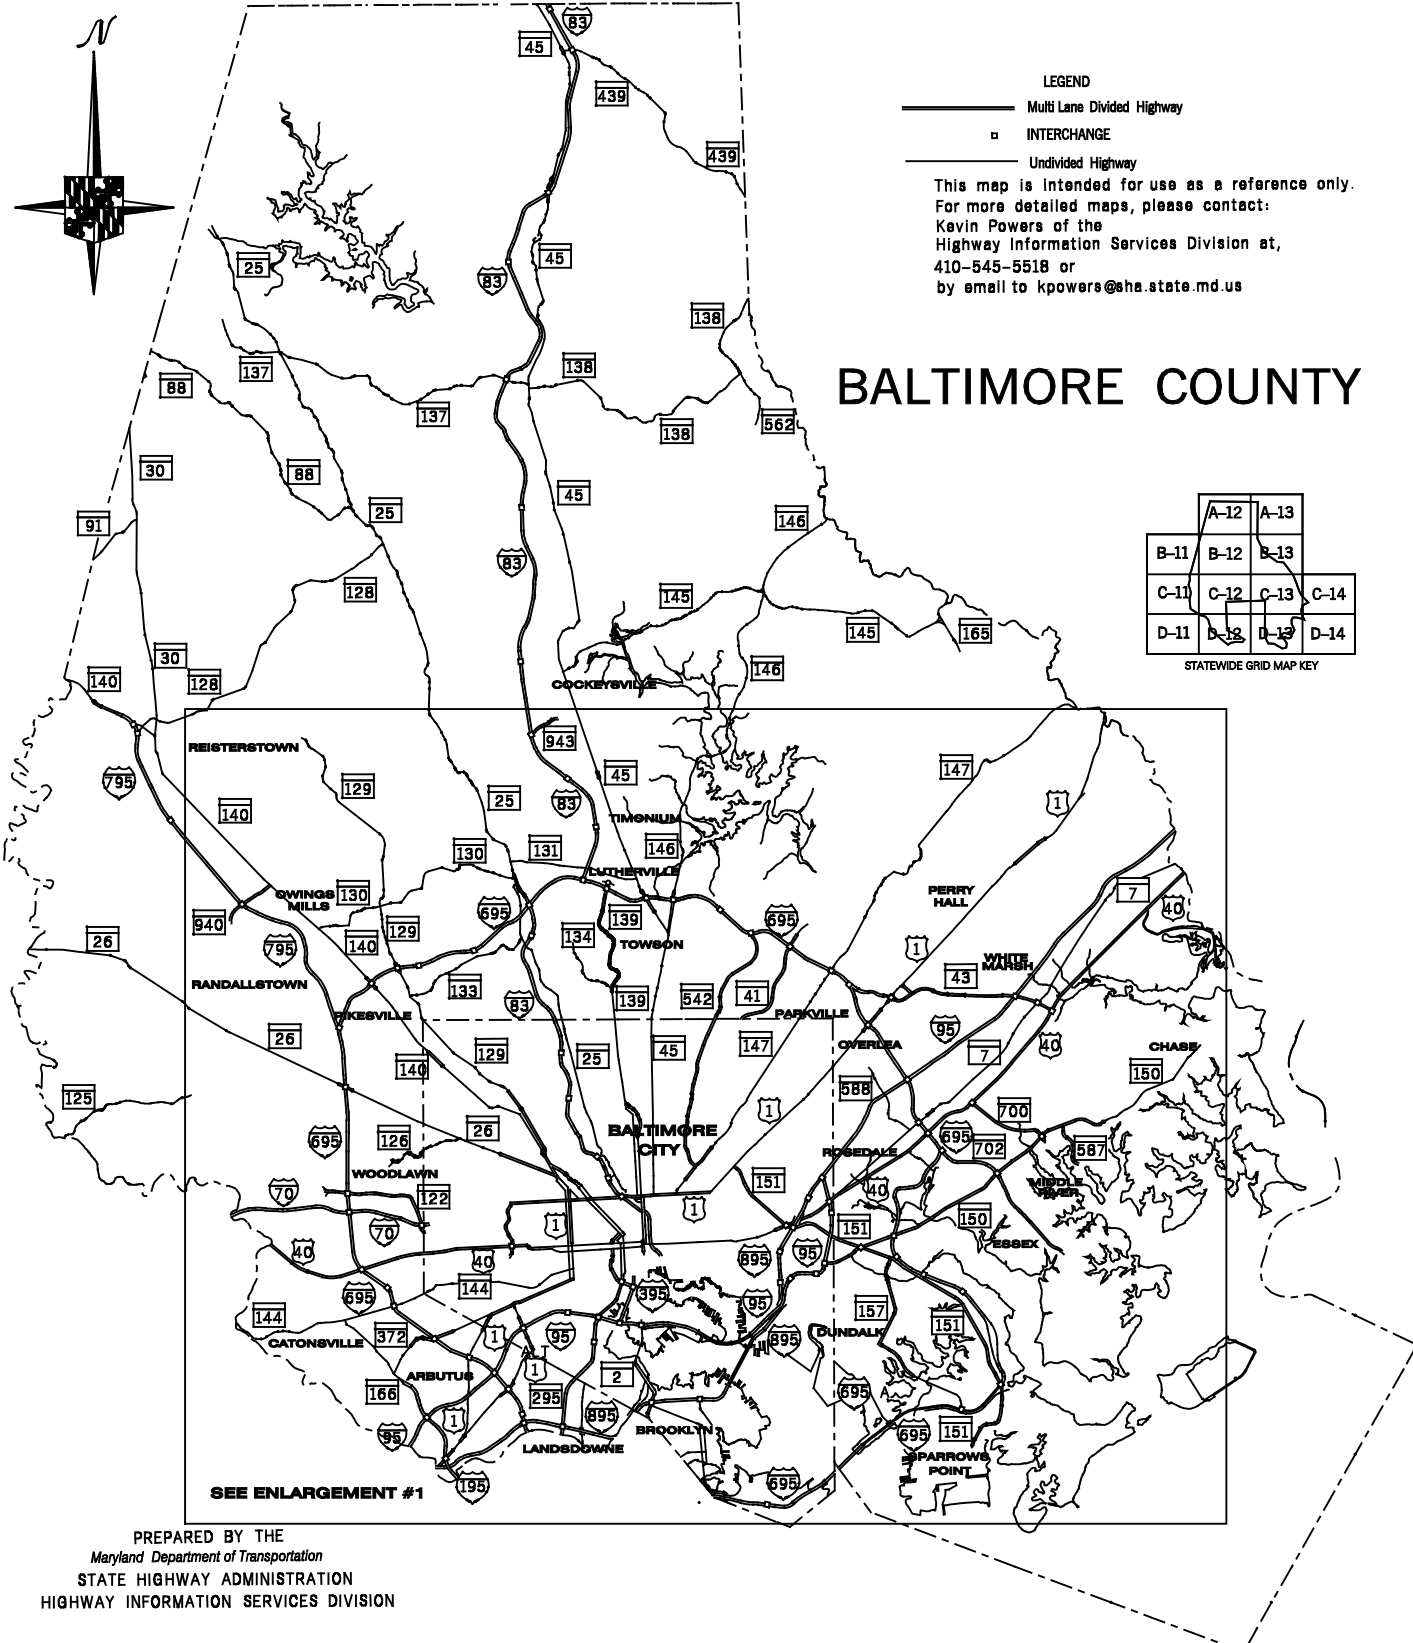 N
83
45
439
439
LEGEND
Multi Lane Divided Highway
INTERCHANGE
Undivided Highway
This map is intended for use as a reference only.
For more detailed maps, please contact:
Kevin Powers of the
Highway Information Services Division at,
410-545-5518 or
by email to kpowers@sha.state.md.us
BALTIMORE COUNTY
25
45
83
138
137
88
138
137
138
562
30
88
45
25
91
146
83
128
145
145
165
A-12 A-13
B-11 B-12 B-13
C-11 C-12 C-13 C-14
D-11 D-12 D-13 D-14
STATEWIDE GRID MAP KEY
30
140
128
146
COCKEYSVILLE
REISTERSTOWN
943
795
129
45
147
140
25
83
1
TIMONIUM
130
131
146
LUTHERVILLE
OWINGS
MILLS
130
PERRY
HALL
7
40
940
695
139
695
26
129
140
134
TOWSON
795
1
WHITE
MARSH
43
RANDALLSTOWN
133
83
139
542
41
PIKESVILLE
PARKVILLE
26
95
OVERLEA
40
CHASE
129
140
25
45
147
7
150
125
588
1
700
BALTIMORE
CITY
695
126
26
695
702
587
ROSEDALE
WOODLAWN
70
122
151
40
MIDDLE
RIVER
70
1
1
151
150
ESSEX
40
40
895
95
144
695
395
95
144
157
151
CATONSVILLE
372
1
95
895
DUNDALK
A T
1
ARBUTUS
166
295
2
695
A
1
895
95
BROOKLYN
695
151
LANDSDOWNE
SPARROWS
POINT
195
695
SEE ENLARGEMENT #1
PREPARED BY THE
Maryland Department of Transportation
STATE HIGHWAY ADMINISTRATION
HIGHWAY INFORMATION SERVICES DIVISION